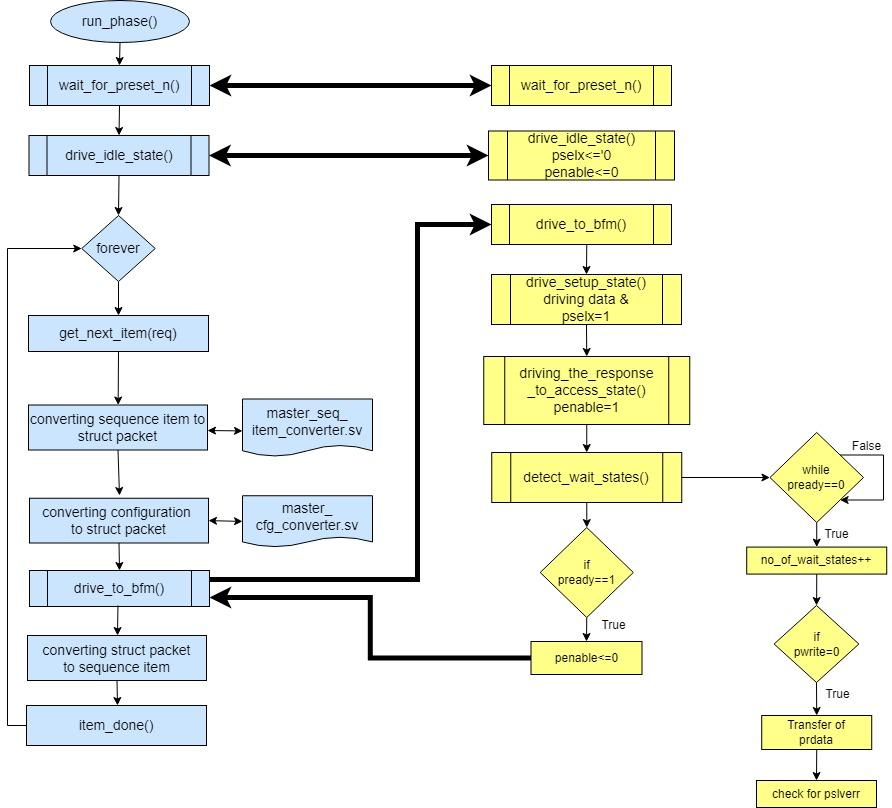 run_phase()
wait_for_preset_n()
drive_idle_state()
forever
get_next_item(req)
converting sequence item to
struct packet
master_seq_
item_converter.sv
converting configuration
to struct packet
master_
cfg_converter.sv
drive_to_bfm()
converting struct packet
to sequence item
item_done()
wait_for_preset_n()
drive_idle_state()
pselx<='0
penable<=0
drive_to_bfm()
drive_setup_state()
driving data &
pselx=1
driving_the_response
_to_access_state()
penable=1
detect_wait_states()
if
pready==1
True
penable<=0
while
pready==0
False
True
no_of_wait_states++
if
pwrite=0
True
Transfer of
prdata
check for pslverr